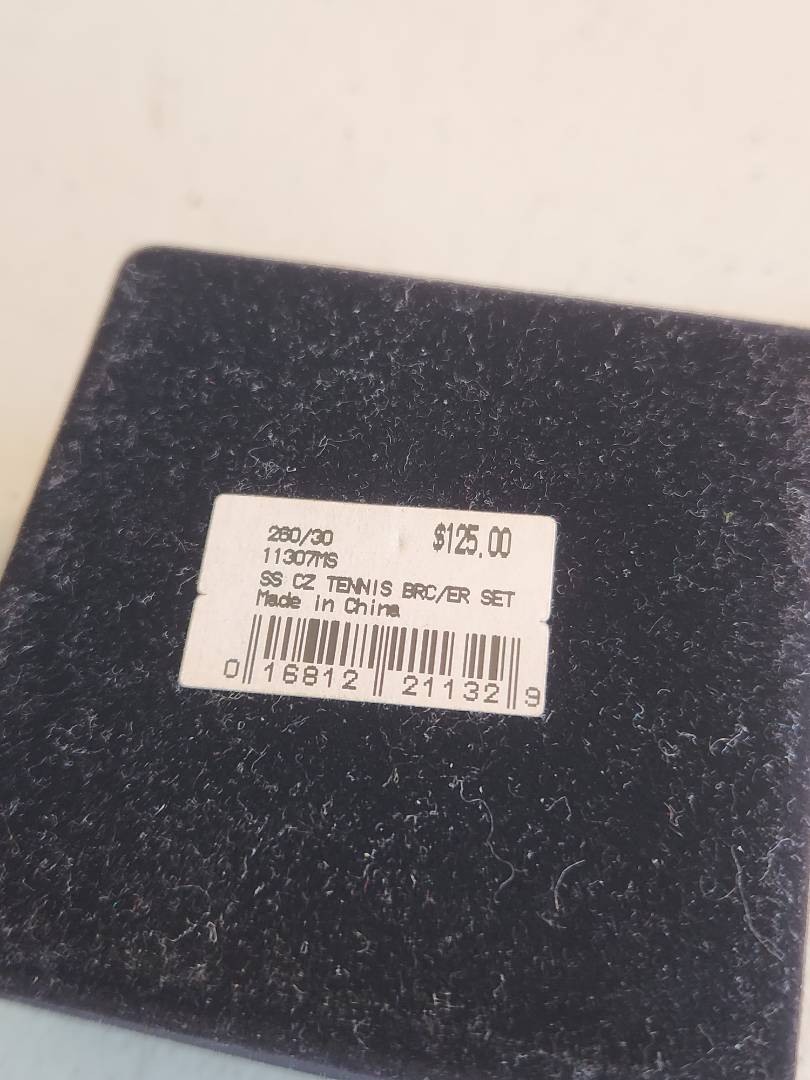 260/30 $125.00
11307MS
SS CZ TENNIS BRC/ER SET
Made in China
0 16812 21132 9